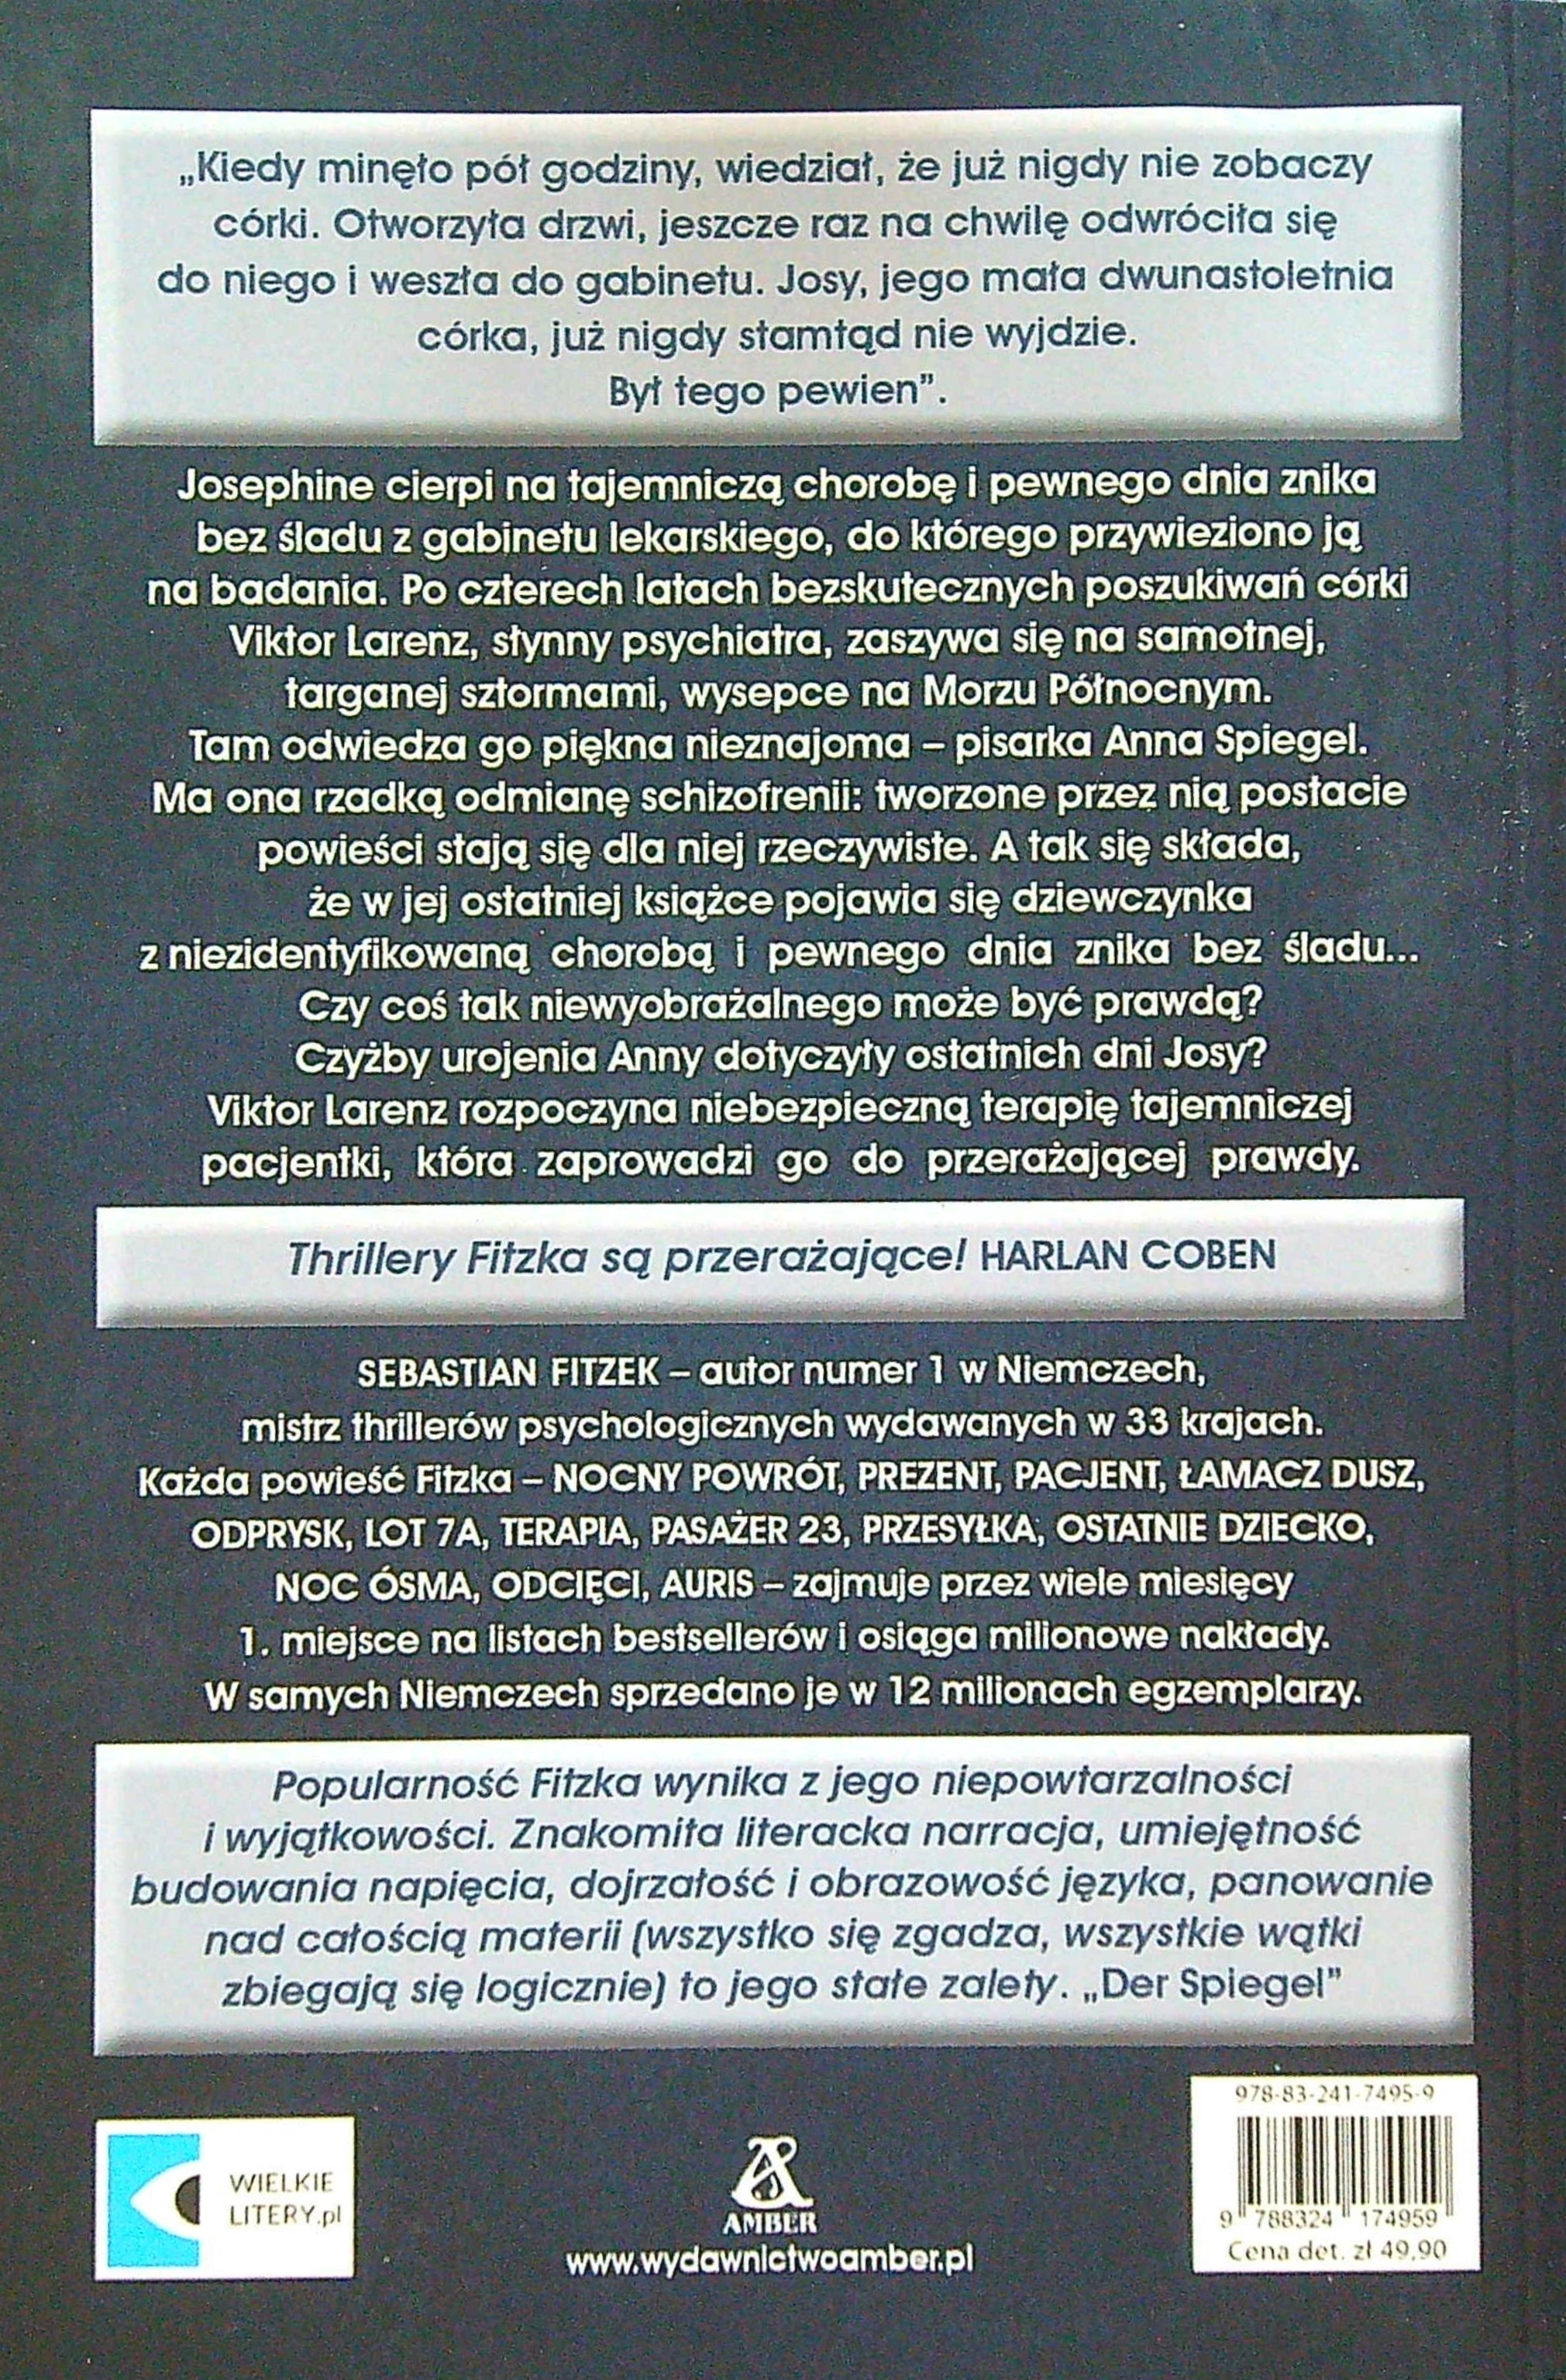 „Kiedy minęło pół godziny, wiedział, że już nigdy nie zobaczy
córki. Otworzyła drzwi, jeszcze raz na chwilę odwróciła się
do niego i weszła do gabinetu. Josy, jego mała dwunastoletnia
córka, już nigdy stamtąd nie wyjdzie.
Był tego pewien”.
Josephine cierpi na tajemniczą chorobę i pewnego dnia znika
bez śladu z gabinetu lekarskiego, do którego przywieziono ją
na badania. Po czterech latach bezskutecznych poszukiwań córki
Viktor Larenz, słynny psychiatra, zaszywa się na samotnej,
targanej sztormami, wysepce na Morzu Północnym.
Tam odwiedza go piękna nieznajoma – pisarka Anna Spiegel.
Ma ona rzadką odmianę schizofrenii: tworzone przez nią postacie
powieści stają się dla niej rzeczywiste. A tak się składa,
że w jej ostatniej książce pojawia się dziewczynka
z niezidentyfikowaną chorobą i pewnego dnia znika bez śladu...
Czy coś tak niewyobrażalnego może być prawdą?
Czyżby urojenia Anny dotyczyły ostatnich dni Josy?
Viktor Larenz rozpoczyna niebezpieczną terapię tajemniczej
pacjentki, która zaprowadzi go do przerażającej prawdy.
Thrillery Fitzka są przerażające! HARLAN COBEN
SEBASTIAN FITZEK – autor numer 1 w Niemczech,
mistrz thrillerów psychologicznych wydawanych w 33 krajach.
Każda powieść Fitzka – NOCNY POWRÓT, PREZENT, PACJENT, ŁAMACZ DUSZ,
ODPRYSK, LOT 7A, TERAPIA, PASAŻER 23, PRZESYŁKA, OSTATNIE DZIECKO,
NOC ÓSMA, ODCIĘCI, AURIS – zajmuje przez wiele miesięcy
1. miejsce na listach bestsellerów i osiąga milionowe nakłady.
W samych Niemczech sprzedano je w 12 milionach egzemplarzy.
Popularność Fitzka wynika z jego niepowtarzalności
i wyjątkowości. Znakomita literacka narracja, umiejętność
budowania napięcia, dojrzałość i obrazowość języka, panowanie
nad całością materii (wszystko się zgadza, wszystkie wątki
zbiegają się logicznie) to jego stałe zalety. „Der Spiegel”
WIELKIE
LITERY.pl
AMBER
www.wydawnictwoamber.pl
978-83-241-7495-9
9 788324 174959
Cena det. zł 49,90